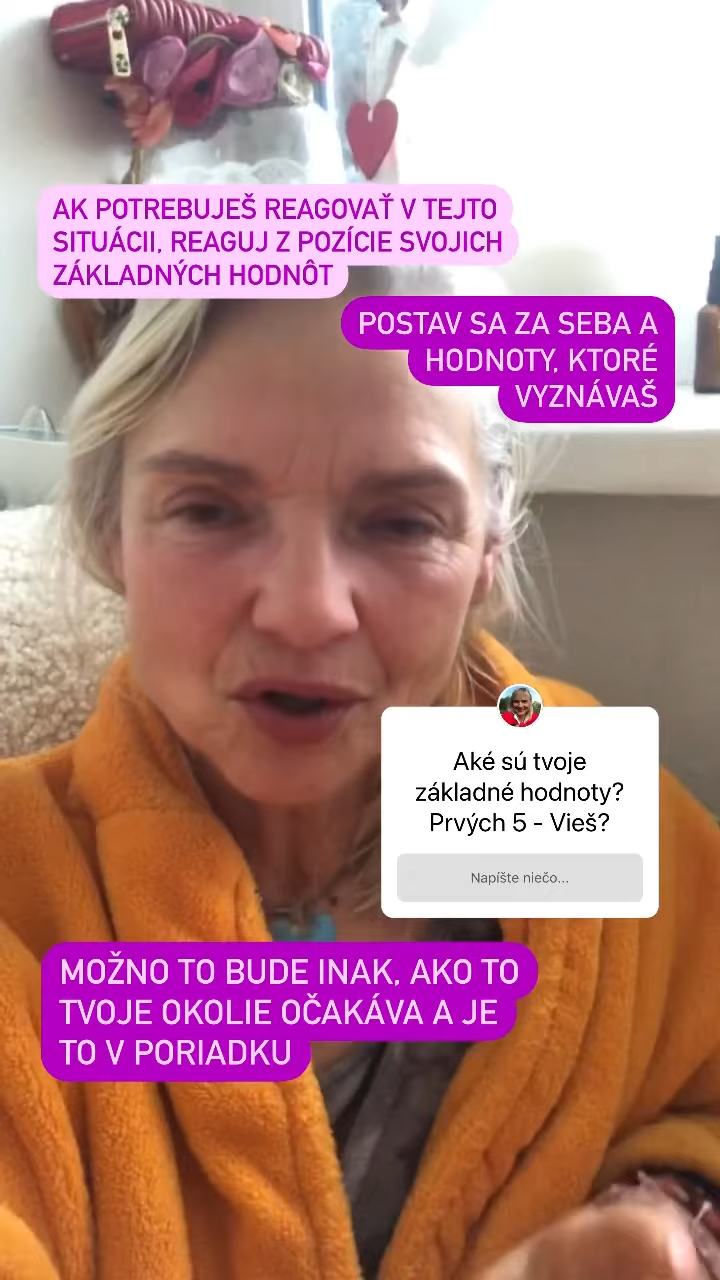 AK POTREBUJEŠ REAGOVAŤ V TEJTO
SITUÁCII, REAGUJ Z POZÍCIE SVOJICH
ZÁKLADNÝCH HODNÔT
POSTAV SA ZA SEBA A
HODNOTY, KTORÉ
VYZNÁVAŠ
Aké sú tvoje
základné hodnoty?
Prvých 5 - Vieš?
Napíšte niečo...
MOŽNO TO BUDE INAK, AKO TO
TVOJE OKOLIE OČAKÁVA A JE
TO V PORIADKU